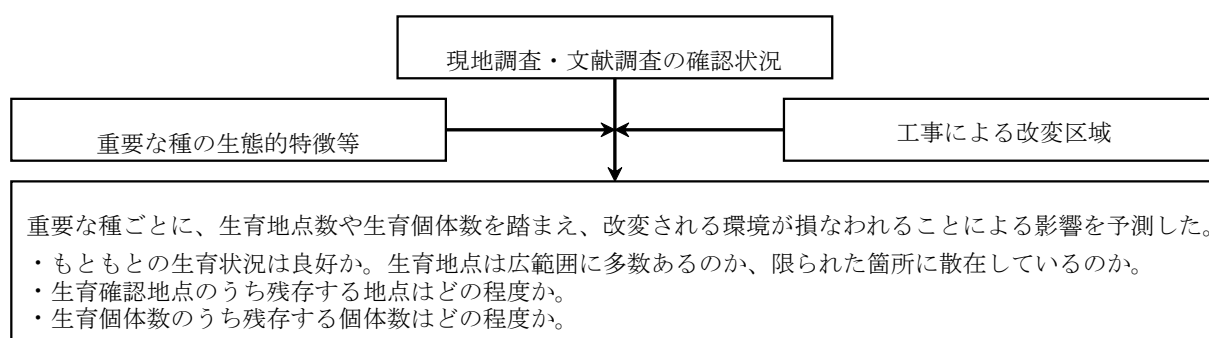 現地調査・文献調査の確認状況
重要な種の生態的特徴等
工事による改変区域
重要な種ごとに、生育地点数や生育個体数を踏まえ、改変される環境が損なわれることによる影響を予測した。
・もともとの生育状況は良好か。生育地点は広範囲に多数あるのか、限られた箇所に散在しているのか。
・生育確認地点のうち残存する地点はどの程度か。
・生育個体数のうち残存する個体数はどの程度か。